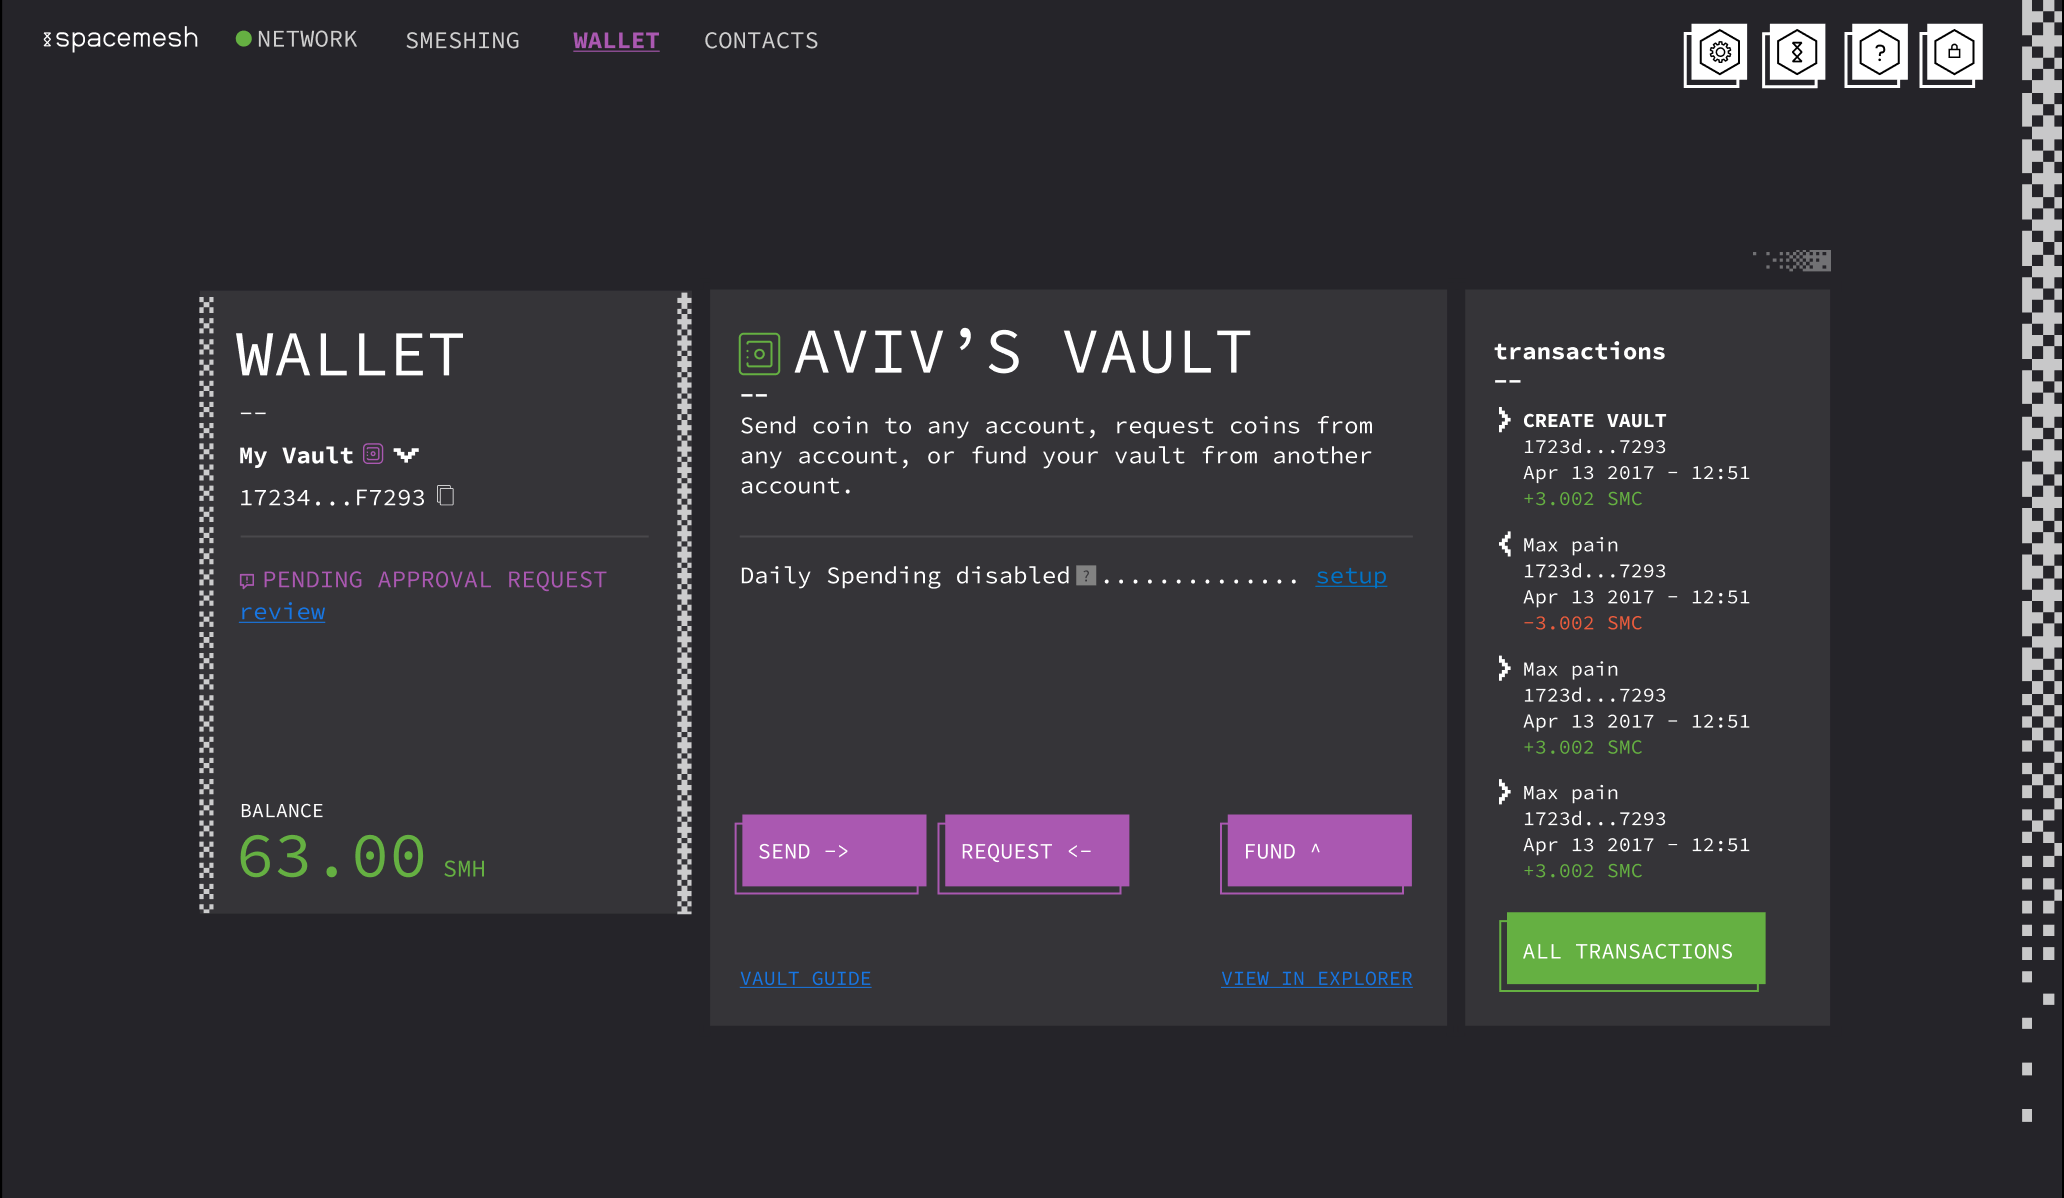 spacemesh
NETWORK
SMESHING
WALLET
CONTACTS
?
WALLET
--
My Vault
17234...F7293
PENDING APPROVAL REQUEST
review
BALANCE
63.00 SMH
AVIV’S VAULT
--
Send coin to any account, request coins from
any account, or fund your vault from another
account.
Daily Spending disabled ? .............. setup
SEND ->
REQUEST <-
FUND ^
VAULT GUIDE
VIEW IN EXPLORER
transactions
--
CREATE VAULT
1723d...7293
Apr 13 2017 - 12:51
+3.002 SMC
Max pain
1723d...7293
Apr 13 2017 - 12:51
-3.002 SMC
Max pain
1723d...7293
Apr 13 2017 - 12:51
+3.002 SMC
Max pain
1723d...7293
Apr 13 2017 - 12:51
+3.002 SMC
ALL TRANSACTIONS